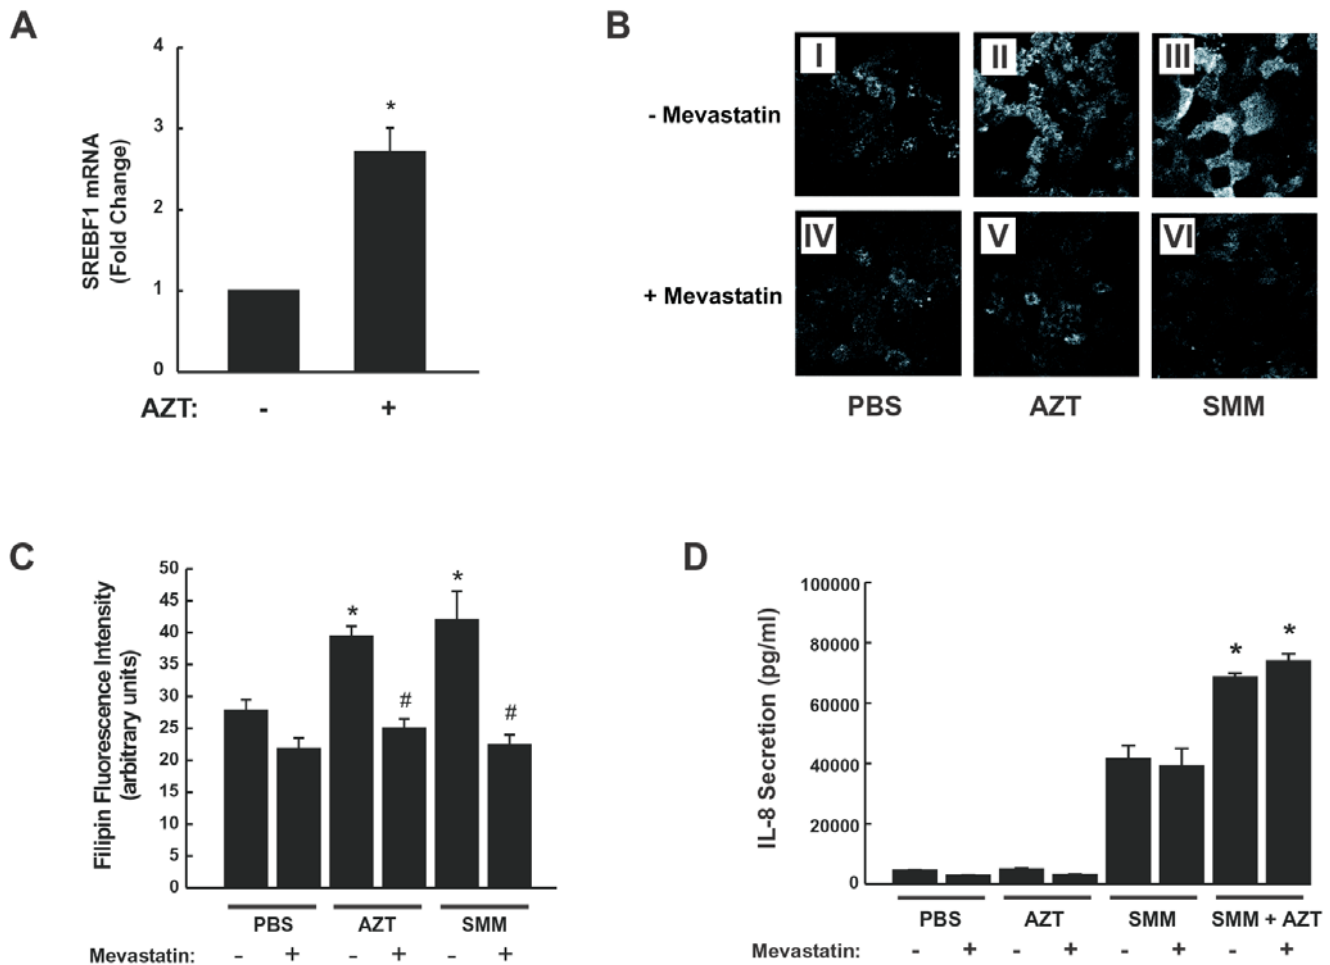 A
SREBF1 mRNA
(Fold Change)
4
3
2
1
0
*
AZT: - +
B
- Mevastatin
+ Mevastatin
I II III
IV V VI
PBS AZT SMM
C
Filipin Fluorescence Intensity
(arbitrary units)
50
45
40
35
30
25
20
15
10
5
0
* # * #
PBS AZT SMM
Mevastatin: - + - + - +
D
IL-8 Secretion (pg/ml)
100000
80000
60000
40000
20000
0
* *
PBS AZT SMM SMM + AZT
Mevastatin: - + - + - + - +